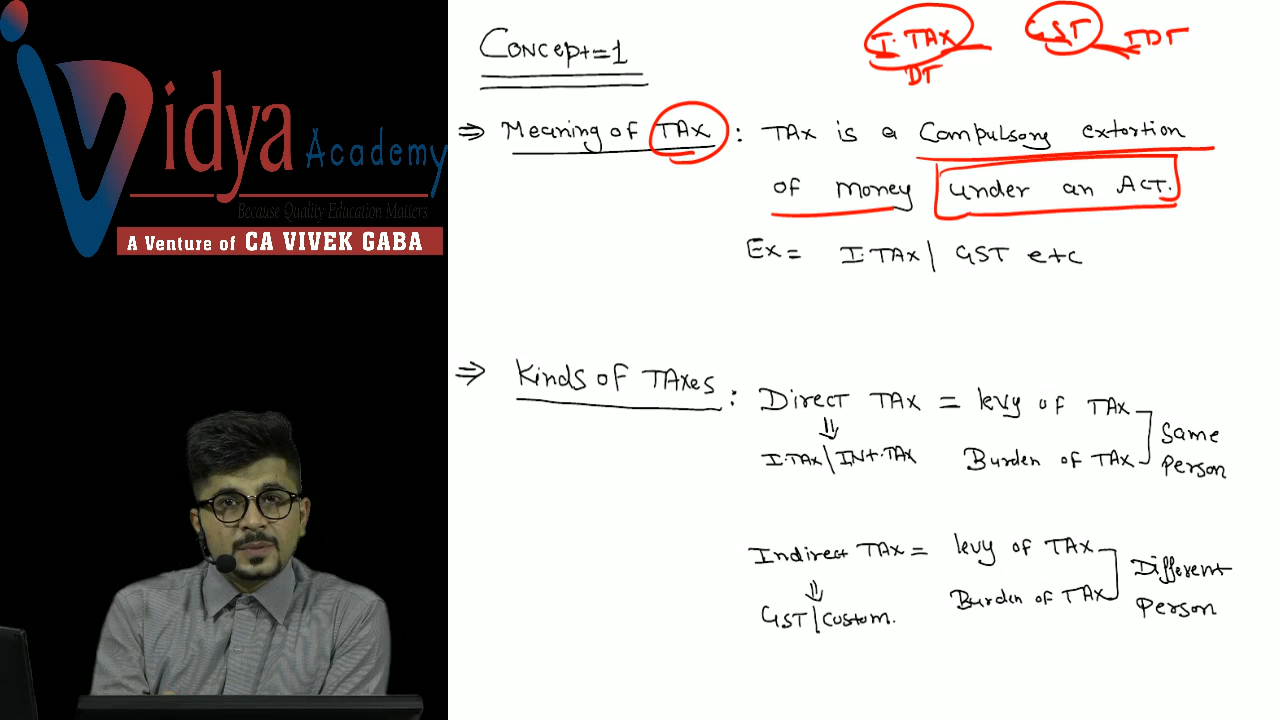 Vidya Academy
Because Quality Education Matters
A Venture of CA VIVEK GABA
Concept=1
I.TAX GST IDT
DT
⇒ Meaning of TAX : TAX is a Compulsory extortion
of money under an ACT.
Ex= I.TAX| GST etc
⇒ Kinds of TAXes : Direct TAX = levy of TAX
⇓ Same
I.TAX|INt.TAX Burden of TAX Person
Indirect TAX = levy of TAX
⇓ Different
GST|Custom. Burden of TAX Person